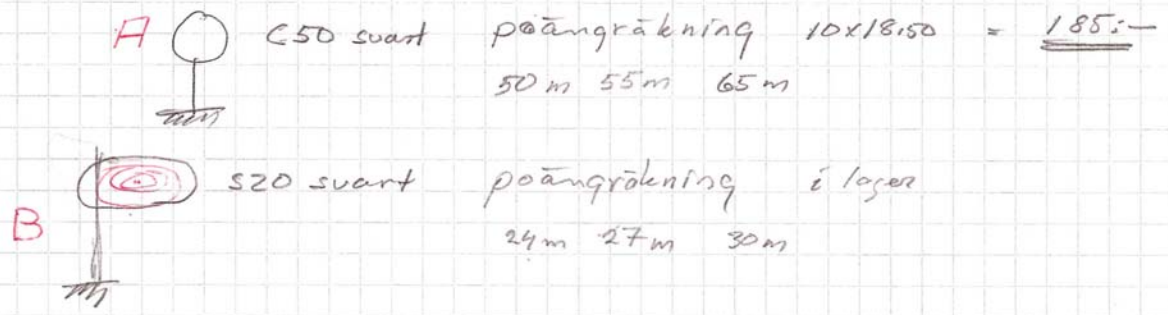 A C50 svart poängräkning 10x18,50 = 185:-
50 m 55 m 65 m
B S20 svart poängräkning i lager
24 m 27 m 30 m